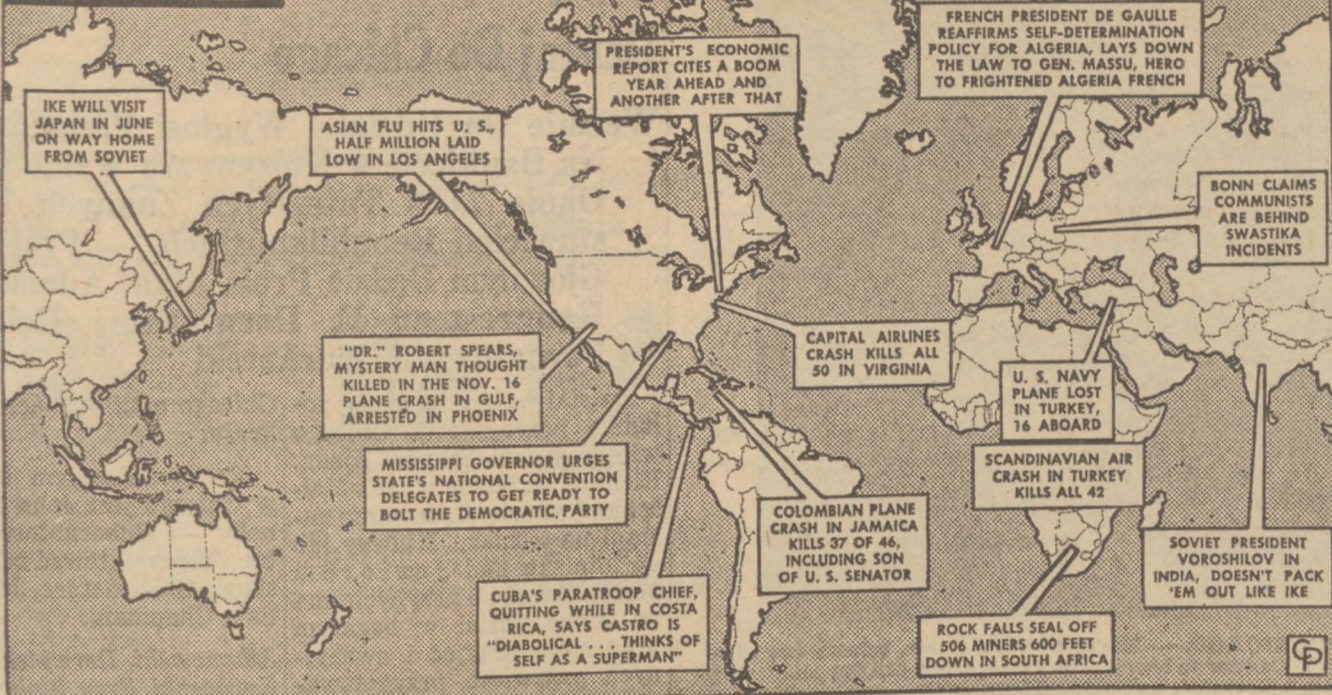 IKE WILL VISIT
JAPAN IN JUNE
ON WAY HOME
FROM SOVIET
ASIAN FLU HITS U. S.,
HALF MILLION LAID
LOW IN LOS ANGELES
PRESIDENT'S ECONOMIC
REPORT CITES A BOOM
YEAR AHEAD AND
ANOTHER AFTER THAT
FRENCH PRESIDENT DE GAULLE
REAFFIRMS SELF-DETERMINATION
POLICY FOR ALGERIA, LAYS DOWN
THE LAW TO GEN. MASSU, HERO
TO FRIGHTENED ALGERIA FRENCH
BONN CLAIMS
COMMUNISTS
ARE BEHIND
SWASTIKA
INCIDENTS
"DR." ROBERT SPEARS,
MYSTERY MAN THOUGHT
KILLED IN THE NOV. 16
PLANE CRASH IN GULF,
ARRESTED IN PHOENIX
CAPITAL AIRLINES
CRASH KILLS ALL
50 IN VIRGINIA
U. S. NAVY
PLANE LOST
IN TURKEY,
16 ABOARD
MISSISSIPPI GOVERNOR URGES
STATE'S NATIONAL CONVENTION
DELEGATES TO GET READY TO
BOLT THE DEMOCRATIC PARTY
SCANDINAVIAN AIR
CRASH IN TURKEY
KILLS ALL 42
COLOMBIAN PLANE
CRASH IN JAMAICA
KILLS 37 OF 46,
INCLUDING SON
OF U. S. SENATOR
SOVIET PRESIDENT
VOROSHILOV IN
INDIA, DOESN'T PACK
'EM OUT LIKE IKE
CUBA'S PARATROOP CHIEF,
QUITTING WHILE IN COSTA
RICA, SAYS CASTRO IS
"DIABOLICAL . . . THINKS OF
SELF AS A SUPERMAN"
ROCK FALLS SEAL OFF
506 MINERS 600 FEET
DOWN IN SOUTH AFRICA
CP